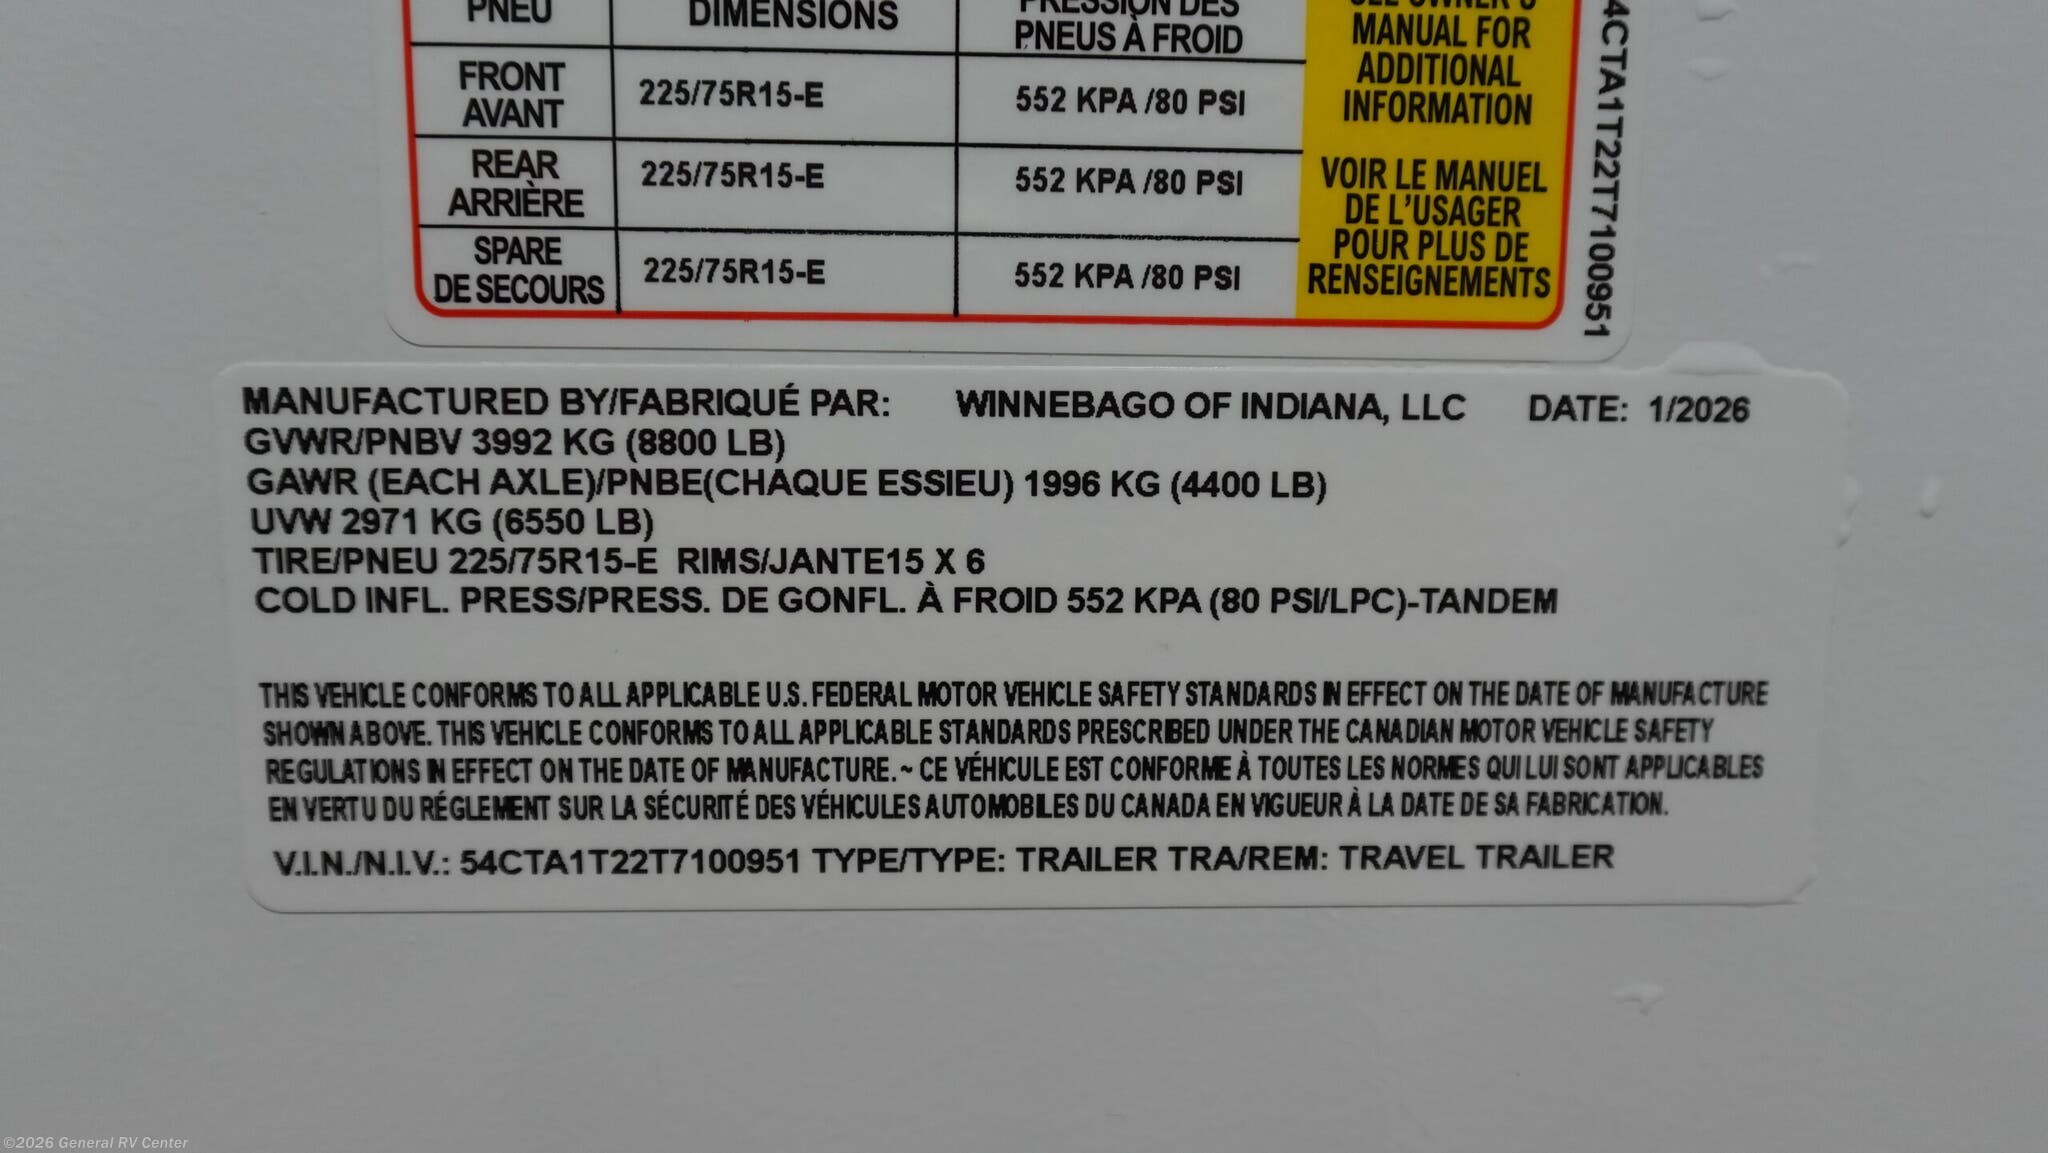 PNEU DIMENSIONS PRESSION DES PNEUS À FROID
FRONT AVANT 225/75R15-E 552 KPA /80 PSI
REAR ARRIÈRE 225/75R15-E 552 KPA /80 PSI
SPARE DE SECOURS 225/75R15-E 552 KPA /80 PSI
SEE OWNER'S
MANUAL FOR
ADDITIONAL
INFORMATION
VOIR LE MANUEL
DE L'USAGER
POUR PLUS DE
RENSEIGNEMENTS
4CTA1T22T7100951
MANUFACTURED BY/FABRIQUÉ PAR: WINNEBAGO OF INDIANA, LLC DATE: 1/2026
GVWR/PNBV 3992 KG (8800 LB)
GAWR (EACH AXLE)/PNBE(CHAQUE ESSIEU) 1996 KG (4400 LB)
UVW 2971 KG (6550 LB)
TIRE/PNEU 225/75R15-E RIMS/JANTE15 X 6
COLD INFL. PRESS/PRESS. DE GONFL. À FROID 552 KPA (80 PSI/LPC)-TANDEM
THIS VEHICLE CONFORMS TO ALL APPLICABLE U.S. FEDERAL MOTOR VEHICLE SAFETY STANDARDS IN EFFECT ON THE DATE OF MANUFACTURE
SHOWN ABOVE. THIS VEHICLE CONFORMS TO ALL APPLICABLE STANDARDS PRESCRIBED UNDER THE CANADIAN MOTOR VEHICLE SAFETY
REGULATIONS IN EFFECT ON THE DATE OF MANUFACTURE. ~ CE VÉHICULE EST CONFORME À TOUTES LES NORMES QUI LUI SONT APPLICABLES
EN VERTU DU RÉGLEMENT SUR LA SÉCURITÉ DES VÉHICULES AUTOMOBILES DU CANADA EN VIGUEUR À LA DATE DE SA FABRICATION.
V.I.N./N.I.V.: 54CTA1T22T7100951 TYPE/TYPE: TRAILER TRA/REM: TRAVEL TRAILER
©2026 General RV Center